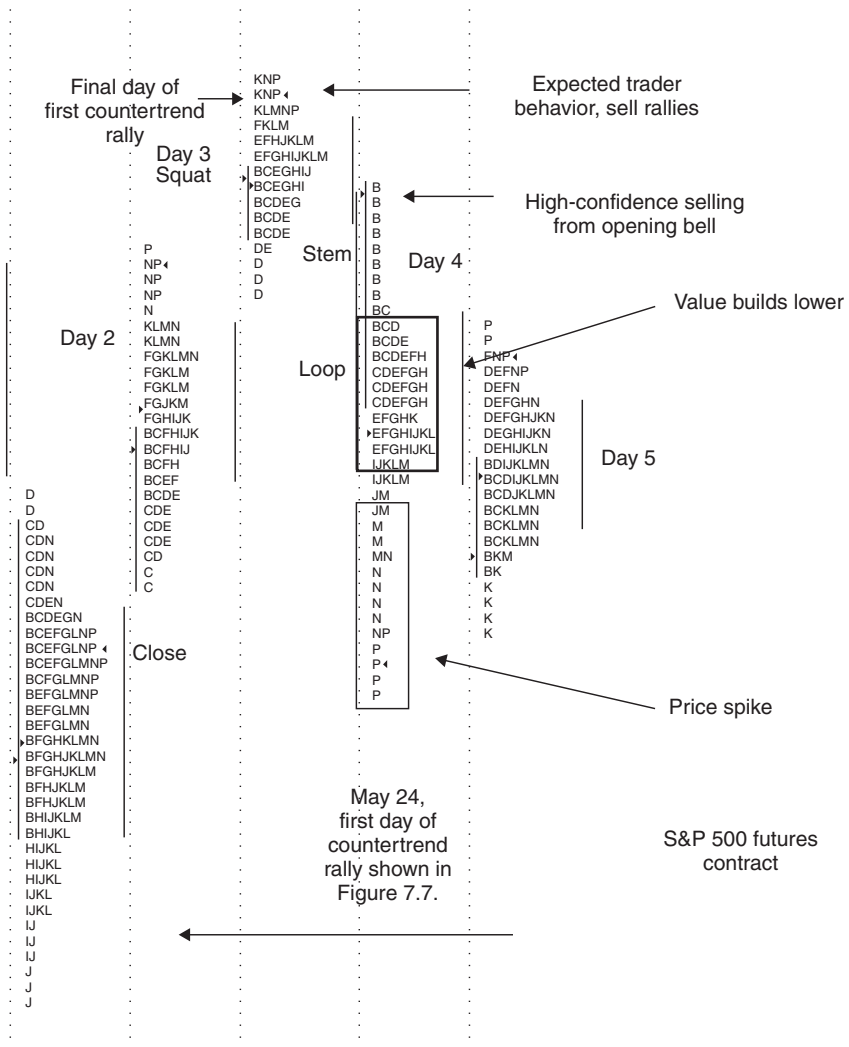 Final day of
first countertrend
rally
Expected trader
behavior, sell rallies
Day 3
Squat
High-confidence selling
from opening bell
Stem
Day 4
Day 2
Loop
Value builds lower
Day 5
Close
Price spike
May 24,
first day of
countertrend
rally shown in
Figure 7.7.
S&P 500 futures
contract
D
D
CD
CDN
CDN
CDN
CDN
CDEN
BCDEGN
BCEFGLNP
BCEFGLNP
BCEFGLMNP
BCFGLMNP
BEFGLMNP
BEFGLMN
BEFGLMN
BFGHKLMN
BFGHJKLMN
BFGHJKLM
BFHJKLM
BFHJKLM
BHIJKLM
BHIJKL
HIJKL
HIJKL
HIJKL
IJKL
IJKL
IJ
IJ
IJ
J
J
J
P
NP
NP
NP
N
KLMN
KLMN
FGKLMN
FGKLM
FGKLM
FGJKM
FGHIJK
BCFHIJK
BCFHIJ
BCFH
BCEF
BCDE
CDE
CDE
CDE
CD
C
C
KNP
KNP
KLMNP
FKLM
EFHJKLM
EFGHIJKLM
BCEGHIJ
BCEGHI
BCDEG
BCDE
BCDE
DE
D
D
D
B
B
B
B
B
B
B
B
BC
BCD
BCDE
BCDEFH
CDEFGH
CDEFGH
CDEFGH
EFGHK
EFGHIJKL
EFGHIJKL
IJKLM
IJKLM
JM
JM
M
M
MN
N
N
N
N
NP
P
P
P
P
P
P
FNP
DEFNP
DEFN
DEFGHN
DEFGHJKN
DEGHIJKN
DEHIJKLN
BDIJKLMN
BCDIJKLMN
BCDJKLMN
BCKLMN
BCKLMN
BCKLMN
BKM
BK
K
K
K
K